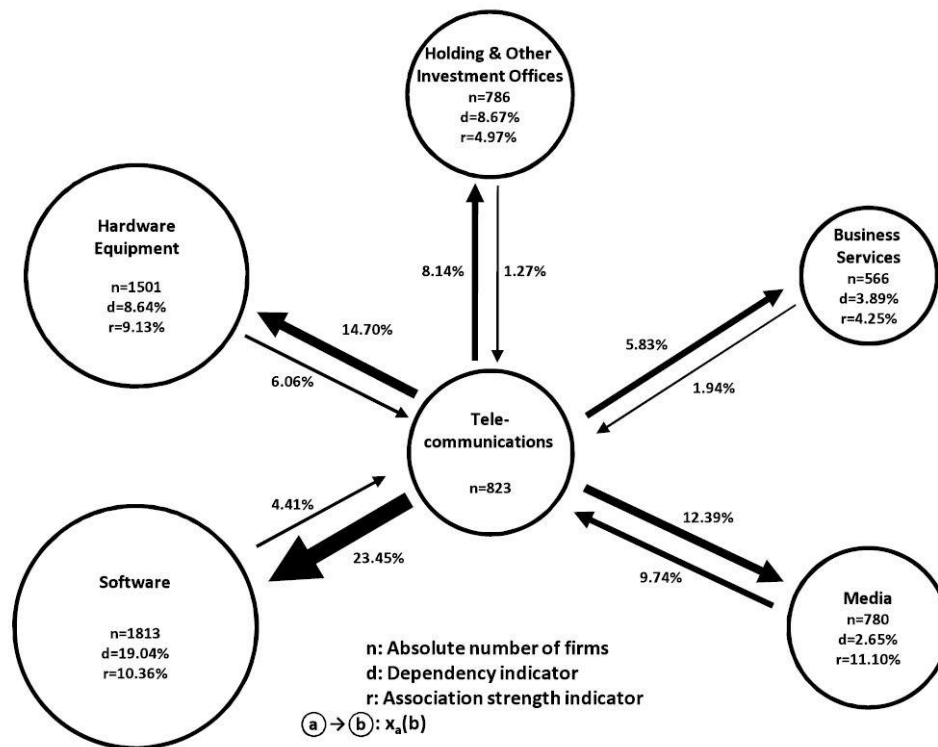 Holding & Other
Investment Offices
n=786
d=8.67%
r=4.97%
Hardware
Equipment
n=1501
d=8.64%
r=9.13%
Business
Services
n=566
d=3.89%
r=4.25%
8.14%
1.27%
14.70%
6.06%
5.83%
1.94%
Tele-
communications
n=823
4.41%
23.45%
12.39%
9.74%
Software
n=1813
d=19.04%
r=10.36%
Media
n=780
d=2.65%
r=11.10%
n: Absolute number of firms
d: Dependency indicator
r: Association strength indicator
a → b: xₐ(b)